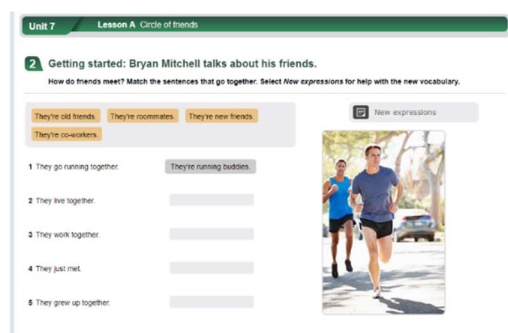 Unit 7 Lesson A Circle of friends
2 Getting started: Bryan Mitchell talks about his friends.
How do friends meet? Match the sentences that go together. Select New expressions for help with the new vocabulary.
They're old friends. They're roommates. They're new friends.
They're co-workers.
New expressions
1 They go running together. They're running buddies.
2 They live together.
3 They work together.
4 They just met.
5 They grew up together.